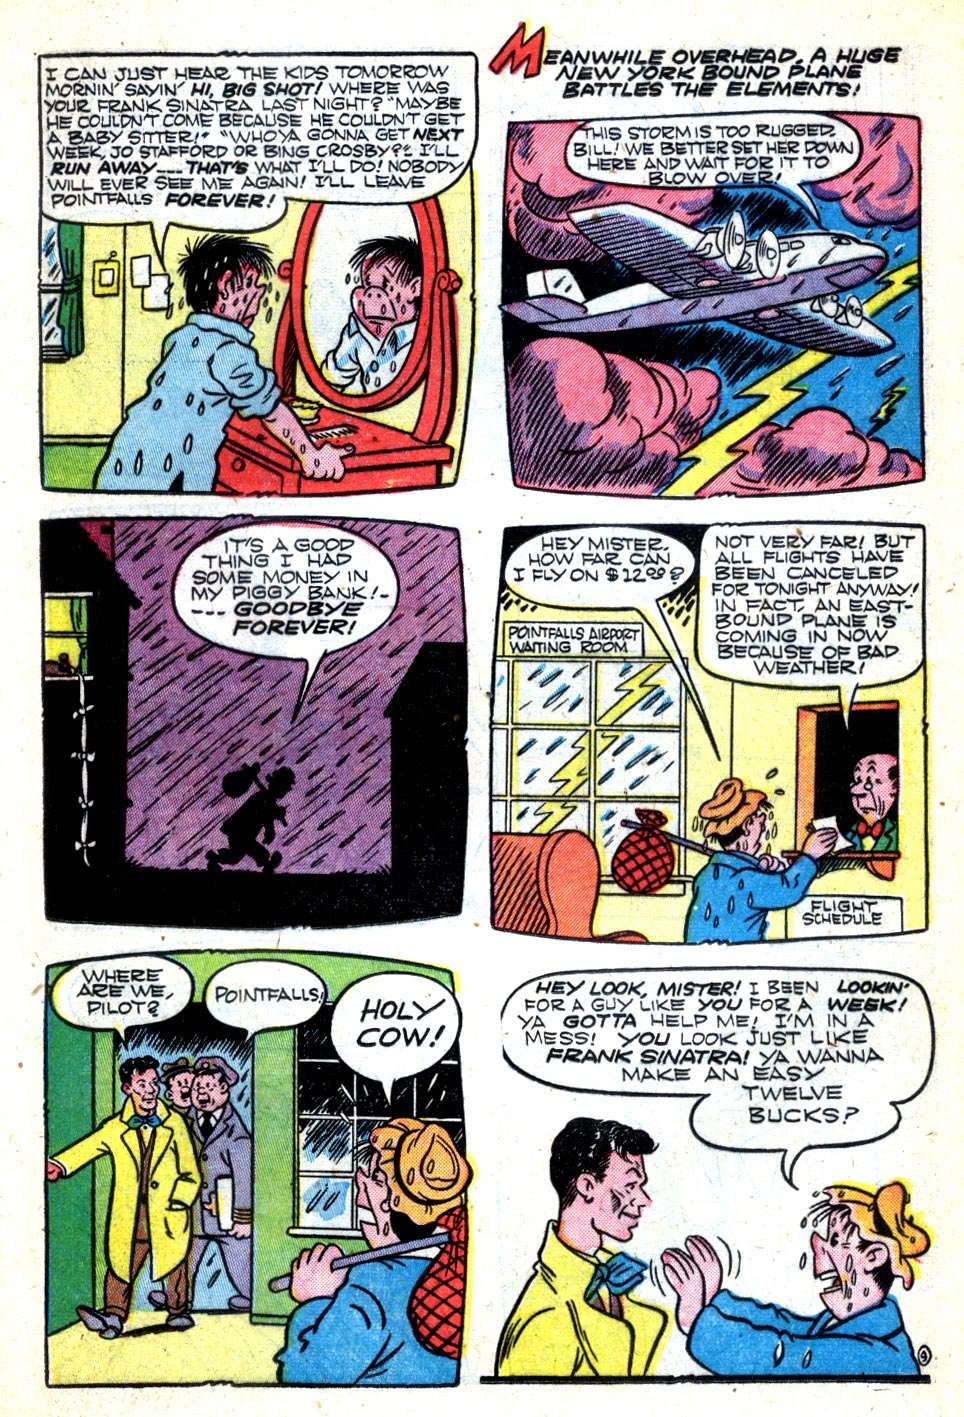 I CAN JUST HEAR THE KIDS TOMORROW
MORNIN' SAYIN' HI, BIG SHOT! WHERE WAS
YOUR FRANK SINATRA LAST NIGHT? "MAYBE
HE COULDN'T COME BECAUSE HE COULDN'T GET
A BABY SITTER!" "WHO'YA GONNA GET NEXT
WEEK, JO STAFFORD OR BING CROSBY?" I'LL
RUN AWAY--- THAT'S WHAT I'LL DO! NOBODY
WILL EVER SEE ME AGAIN! I'LL LEAVE
POINTFALLS FOREVER!
MEANWHILE OVERHEAD, A HUGE
NEW YORK BOUND PLANE
BATTLES THE ELEMENTS!
THIS STORM IS TOO RUGGED,
BILL! WE BETTER SET HER DOWN
HERE AND WAIT FOR IT TO
BLOW OVER!
IT'S A GOOD
THING I HAD
SOME MONEY IN
MY PIGGY BANK!-
--- GOODBYE
FOREVER!
HEY MISTER,
HOW FAR CAN
I FLY ON $12.00?
NOT VERY FAR! BUT
ALL FLIGHTS HAVE
BEEN CANCELED
FOR TONIGHT ANYWAY!
IN FACT, AN EAST-
BOUND PLANE IS
COMING IN NOW
BECAUSE OF BAD
WEATHER!
POINTFALLS AIRPORT
WAITING ROOM
FLIGHT
SCHEDULE
WHERE
ARE WE,
PILOT?
POINTFALLS!
HOLY
COW!
HEY LOOK, MISTER! I BEEN LOOKIN'
FOR A GUY LIKE YOU FOR A WEEK!
YA GOTTA HELP ME! I'M IN A
MESS! YOU LOOK JUST LIKE
FRANK SINATRA! YA WANNA
MAKE AN EASY
TWELVE
BUCKS?
9